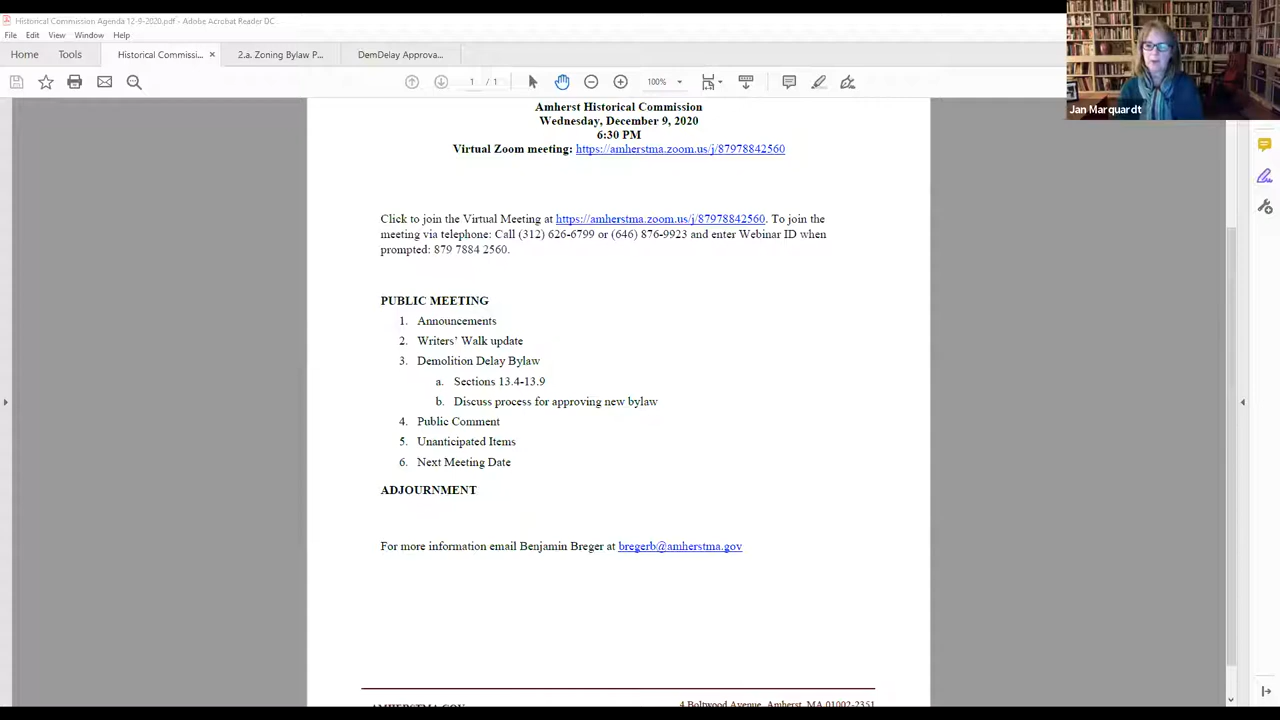 Historical Commission Agenda 12-9-2020.pdf - Adobe Acrobat Reader DC
File Edit View Window Help
Home Tools Historical Commissi... × 2.a. Zoning Bylaw P... DemDelay Approva...
1 / 1 100%
Jan Marquardt
Amherst Historical Commission
Wednesday, December 9, 2020
6:30 PM
Virtual Zoom meeting: https://amherstma.zoom.us/j/87978842560
Click to join the Virtual Meeting at https://amherstma.zoom.us/j/87978842560. To join the
meeting via telephone: Call (312) 626-6799 or (646) 876-9923 and enter Webinar ID when
prompted: 879 7884 2560.
PUBLIC MEETING
1. Announcements
2. Writers' Walk update
3. Demolition Delay Bylaw
a. Sections 13.4-13.9
b. Discuss process for approving new bylaw
4. Public Comment
5. Unanticipated Items
6. Next Meeting Date
ADJOURNMENT
For more information email Benjamin Breger at bregerb@amherstma.gov
AMHERSTMA.GOV 4 Boltwood Avenue, Amherst, MA 01002-2351